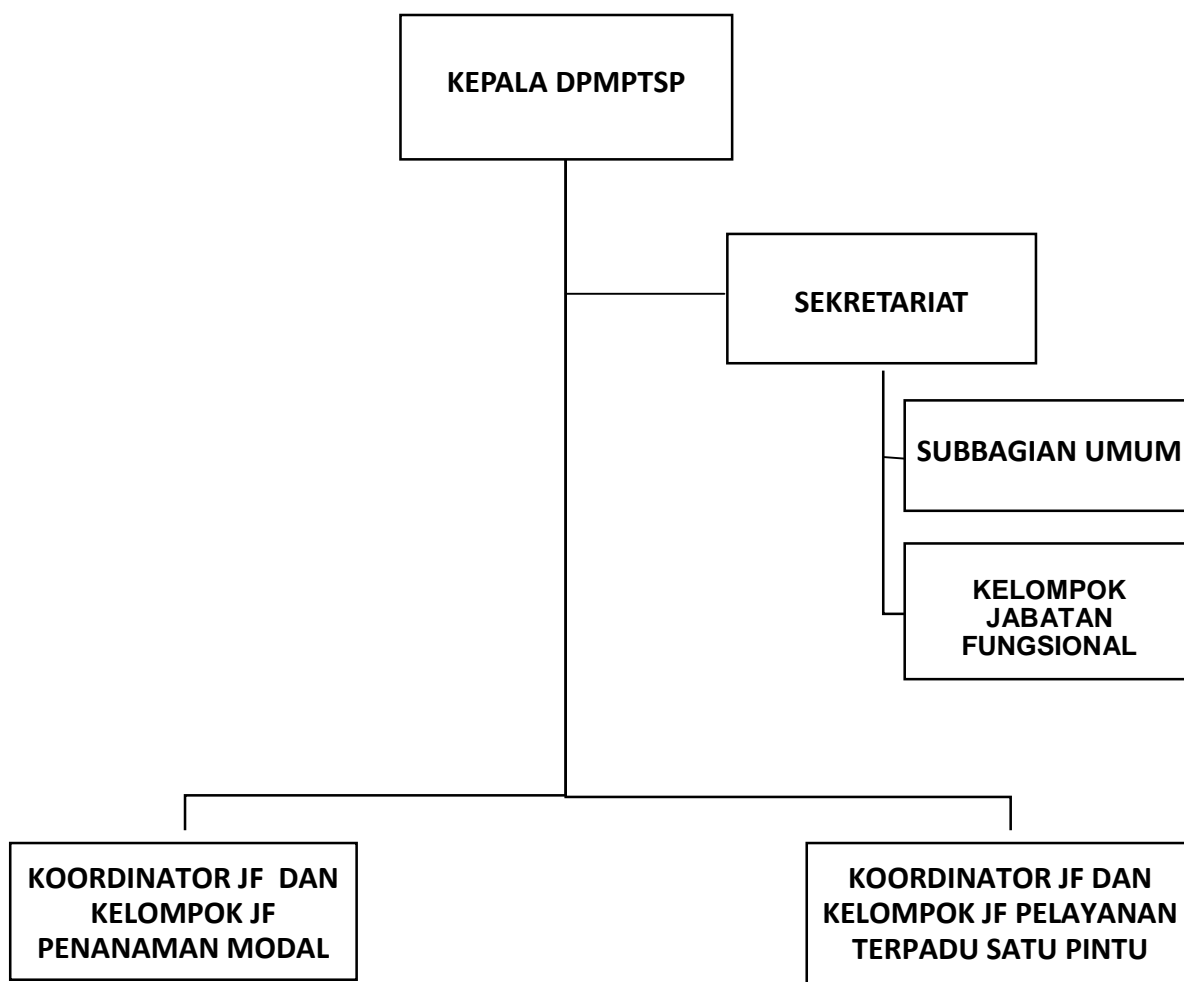 KEPALA DPMPTSP
SEKRETARIAT
SUBBAGIAN UMUM
KELOMPOK
JABATAN
FUNGSIONAL
KOORDINATOR JF DAN
KELOMPOK JF
PENANAMAN MODAL
KOORDINATOR JF DAN
KELOMPOK JF PELAYANAN
TERPADU SATU PINTU